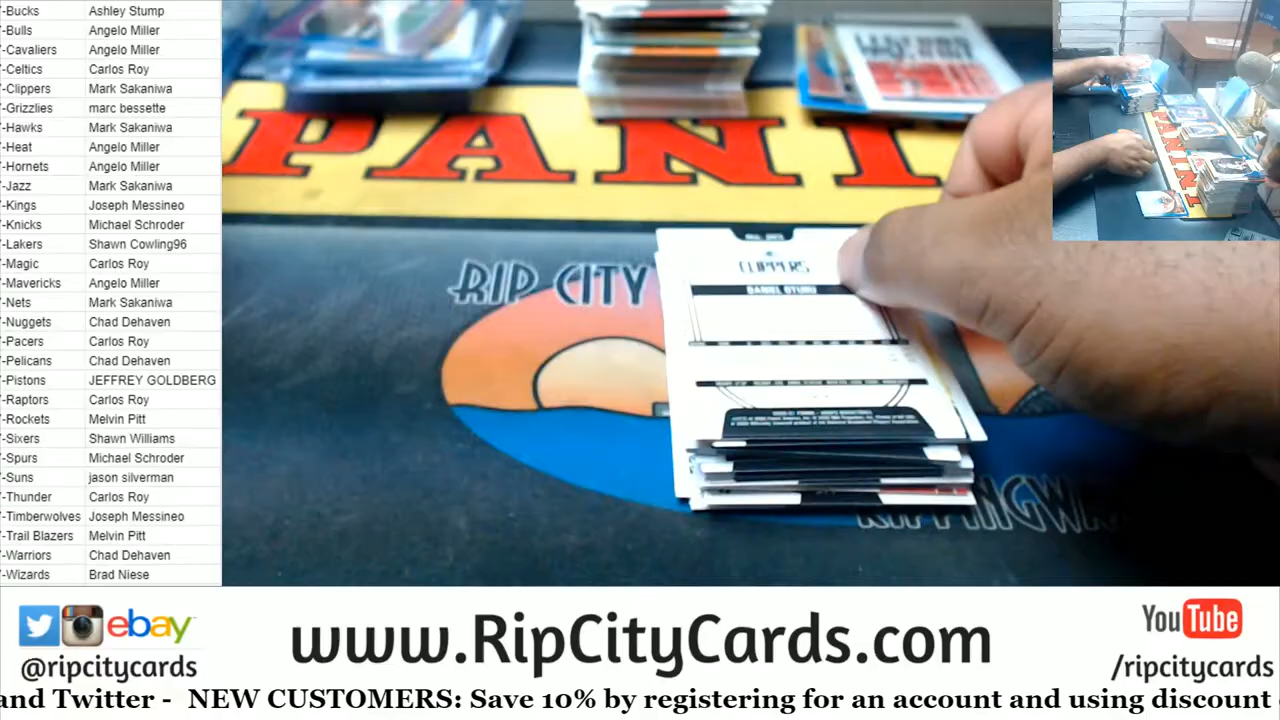 -Bucks Ashley Stump
-Bulls Angelo Miller
-Cavaliers Angelo Miller
-Celtics Carlos Roy
-Clippers Mark Sakaniwa
-Grizzlies marc bessette
-Hawks Mark Sakaniwa
-Heat Angelo Miller
-Hornets Angelo Miller
-Jazz Mark Sakaniwa
-Kings Joseph Messineo
-Knicks Michael Schroder
-Lakers Shawn Cowling96
-Magic Carlos Roy
-Mavericks Angelo Miller
-Nets Mark Sakaniwa
-Nuggets Chad Dehaven
-Pacers Carlos Roy
-Pelicans Chad Dehaven
-Pistons JEFFREY GOLDBERG
-Raptors Carlos Roy
-Rockets Melvin Pitt
-Sixers Shawn Williams
-Spurs Michael Schroder
-Suns jason silverman
-Thunder Carlos Roy
-Timberwolves Joseph Messineo
-Trail Blazers Melvin Pitt
-Warriors Chad Dehaven
-Wizards Brad Niese
PANI
RIP CITY
CLIPPERS
DANIEL OTURU
PANINI
ebay
@ripcitycards
www.RipCityCards.com
YouTube
/ripcitycards
and Twitter - NEW CUSTOMERS: Save 10% by registering for an account and using discount